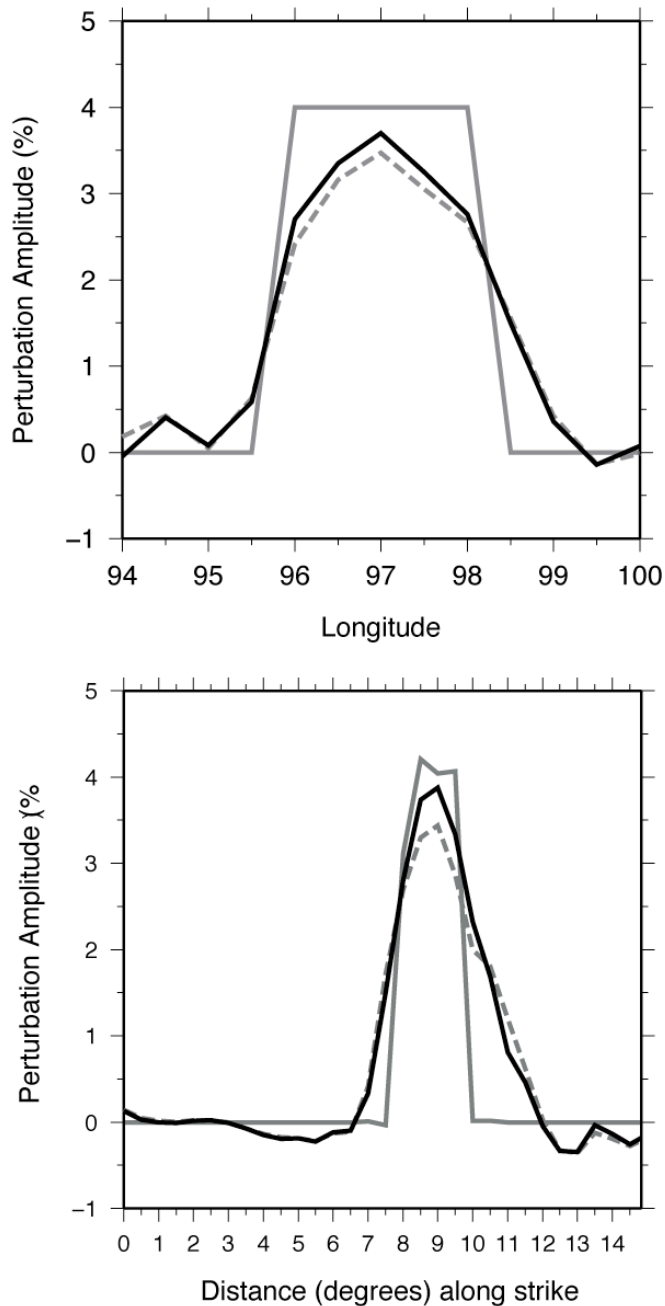 5
4
3
2
1
0
−1
Perturbation Amplitude (%)
94 95 96 97 98 99 100
Longitude
5
4
3
2
1
0
−1
Perturbation Amplitude (%
0 1 2 3 4 5 6 7 8 9 10 11 12 13 14
Distance (degrees) along strike